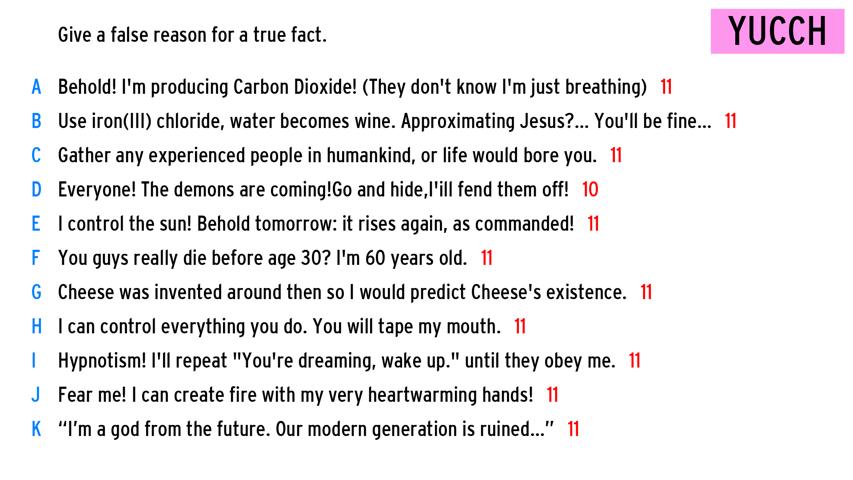 Give a false reason for a true fact.
YUCCH
A Behold! I'm producing Carbon Dioxide! (They don't know I'm just breathing) 11
B Use iron(III) chloride, water becomes wine. Approximating Jesus?... You'll be fine... 11
C Gather any experienced people in humankind, or life would bore you. 11
D Everyone! The demons are coming!Go and hide,I'ill fend them off! 10
E I control the sun! Behold tomorrow: it rises again, as commanded! 11
F You guys really die before age 30? I'm 60 years old. 11
G Cheese was invented around then so I would predict Cheese's existence. 11
H I can control everything you do. You will tape my mouth. 11
I Hypnotism! I'll repeat "You're dreaming, wake up." until they obey me. 11
J Fear me! I can create fire with my very heartwarming hands! 11
K “I’m a god from the future. Our modern generation is ruined...” 11